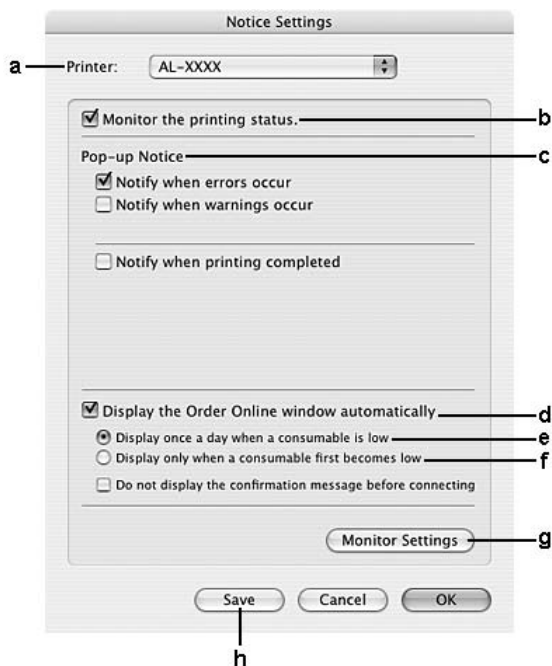 Notice Settings
a Printer: AL-XXXX
Monitor the printing status. b
Pop-up Notice c
Notify when errors occur
Notify when warnings occur
Notify when printing completed
Display the Order Online window automatically d
Display once a day when a consumable is low e
Display only when a consumable first becomes low f
Do not display the confirmation message before connecting
Monitor Settings g
Save Cancel OK
h